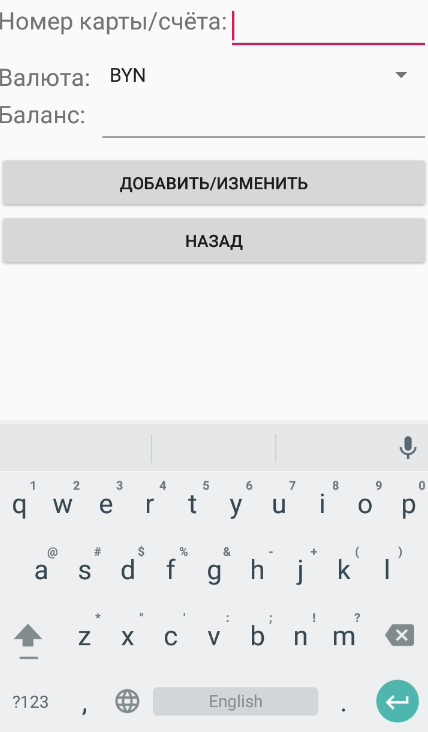 Номер карты/счёта:
Валюта: BYN
Баланс:
ДОБАВИТЬ/ИЗМЕНИТЬ
НАЗАД
1 2 3 4 5 6 7 8 9 0
q w e r t y u i o p
@ # $ % & - + ( )
a s d f g h j k l
* " ' : ; ! ?
z x c v b n m
?123 , English .